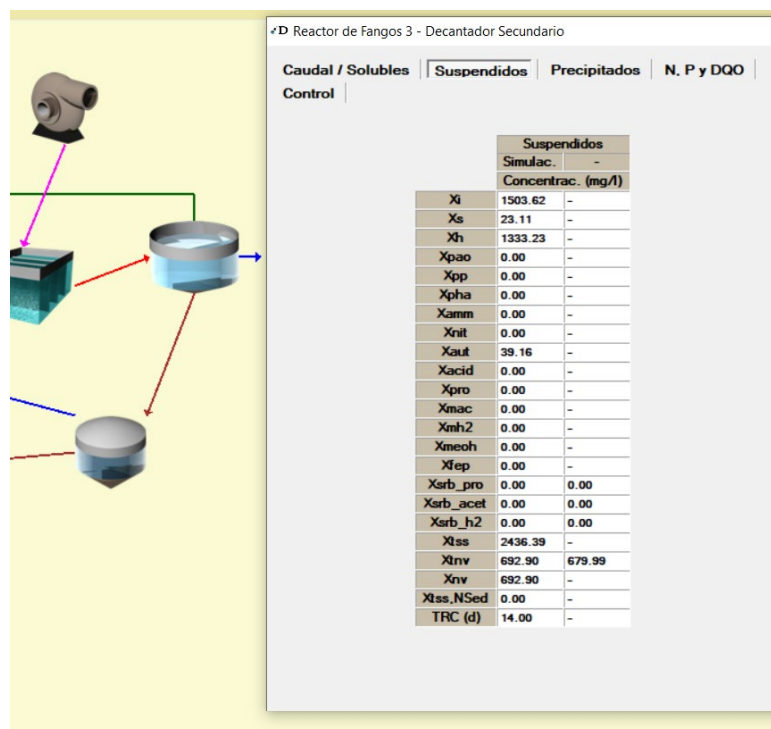 D Reactor de Fangos 3 - Decantador Secundario
Caudal / Solubles Suspendidos Precipitados N, P y DQO
Control
Suspendidos
Simulac. -
Concentrac. (mg/l)
Xi 1503.62 -
Xs 23.11 -
Xh 1333.23 -
Xpao 0.00 -
Xpp 0.00 -
Xpha 0.00 -
Xamm 0.00 -
Xnit 0.00 -
Xaut 39.16 -
Xacid 0.00 -
Xpro 0.00 -
Xmac 0.00 -
Xmh2 0.00 -
Xmeoh 0.00 -
Xfep 0.00 -
Xsrb_pro 0.00 0.00
Xsrb_acet 0.00 0.00
Xsrb_h2 0.00 0.00
Xtss 2436.39 -
Xtnv 692.90 679.99
Xnv 692.90 -
Xtss,NSed 0.00 -
TRC (d) 14.00 -